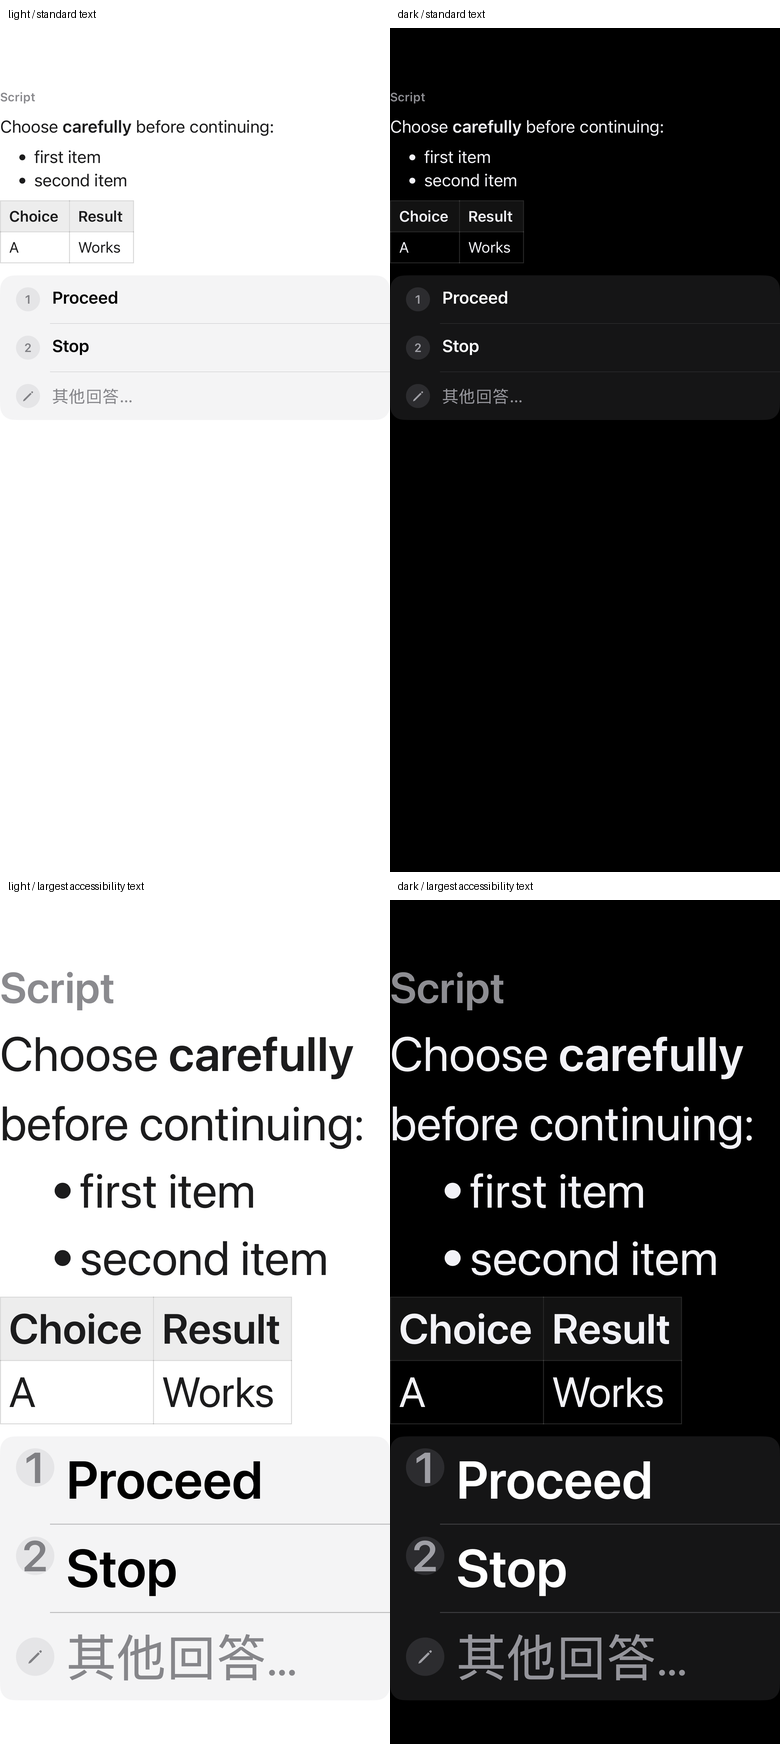 light / standard text
Script
Choose carefully before continuing:
• first item
• second item
Choice Result
A Works
1 Proceed
2 Stop
其他回答...
dark / standard text
Script
Choose carefully before continuing:
• first item
• second item
Choice Result
A Works
1 Proceed
2 Stop
其他回答...
light / largest accessibility text
Script
Choose carefully
before continuing:
• first item
• second item
Choice Result
A Works
1 Proceed
2 Stop
其他回答...
dark / largest accessibility text
Script
Choose carefully
before continuing:
• first item
• second item
Choice Result
A Works
1 Proceed
2 Stop
其他回答...